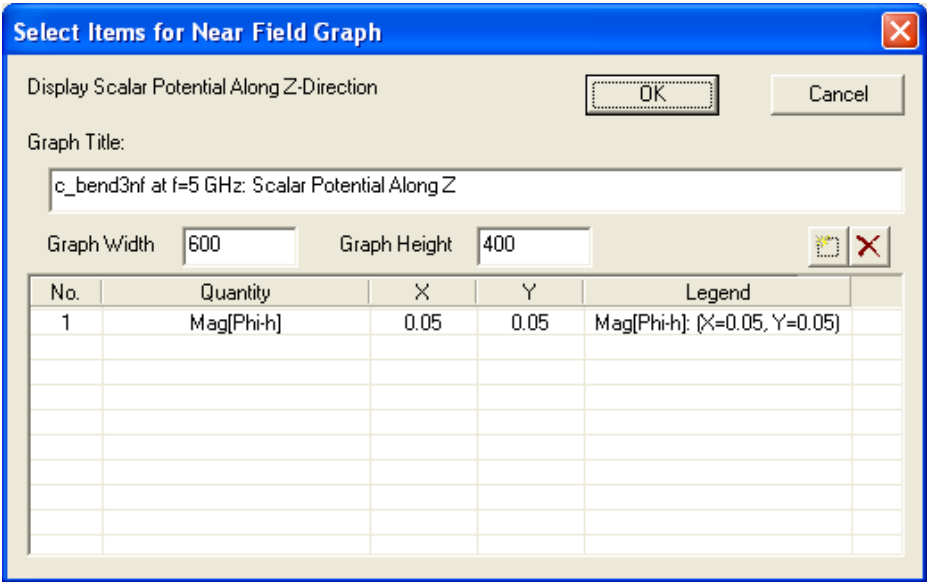 Select Items for Near Field Graph
Display Scalar Potential Along Z-Direction
OK
Cancel
Graph Title:
c_bend3nf at f=5 GHz: Scalar Potential Along Z
Graph Width 600 Graph Height 400
No. Quantity X Y Legend
1 Mag[Phi-h] 0.05 0.05 Mag[Phi-h]: (X=0.05, Y=0.05)